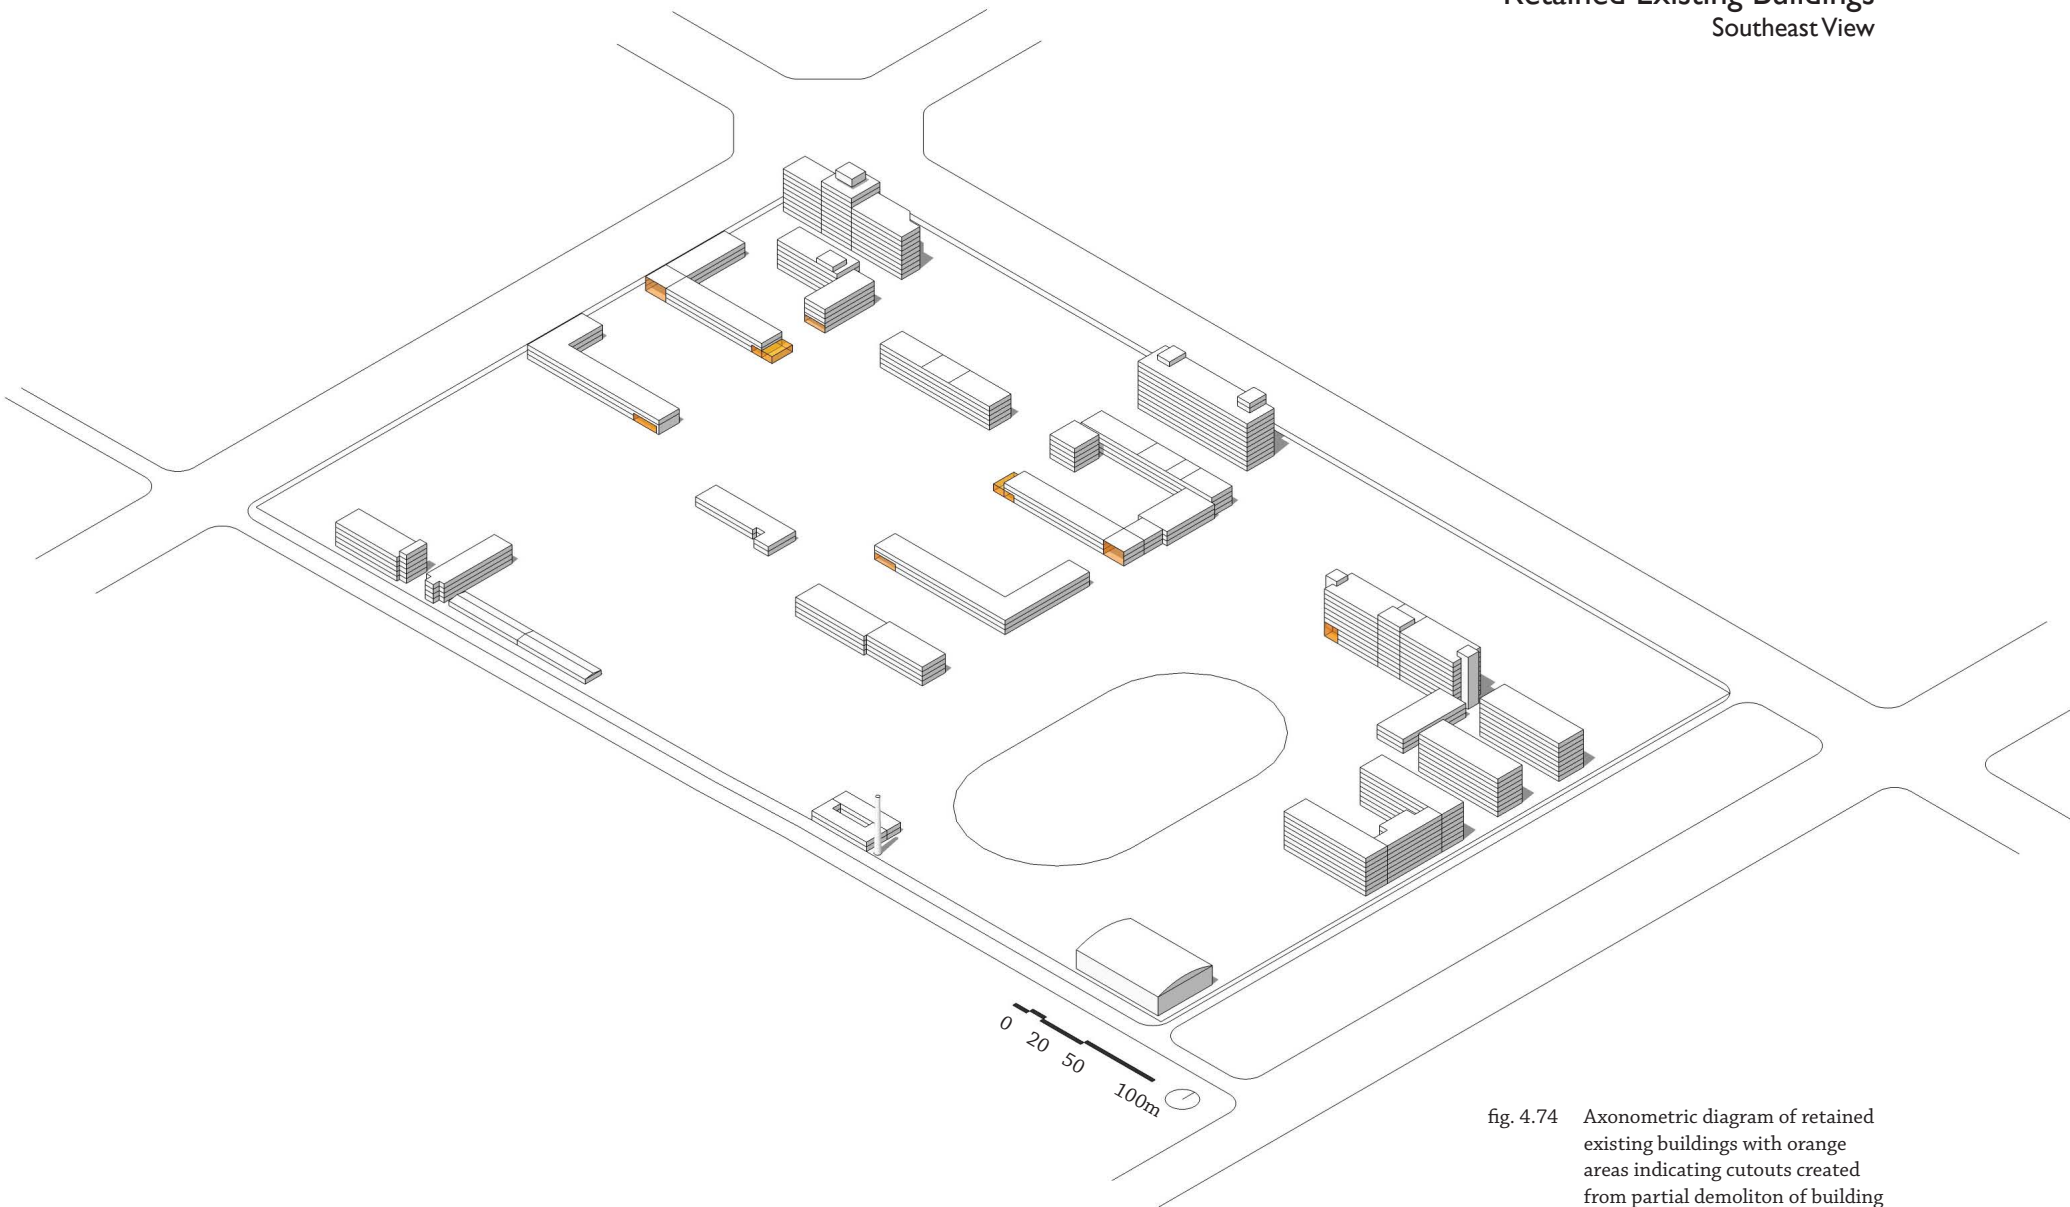 Retained Existing Buildings
Southeast View
0
20
50
100m
fig. 4.74 Axonometric diagram of retained
existing buildings with orange
areas indicating cutouts created
from partial demoliton of building